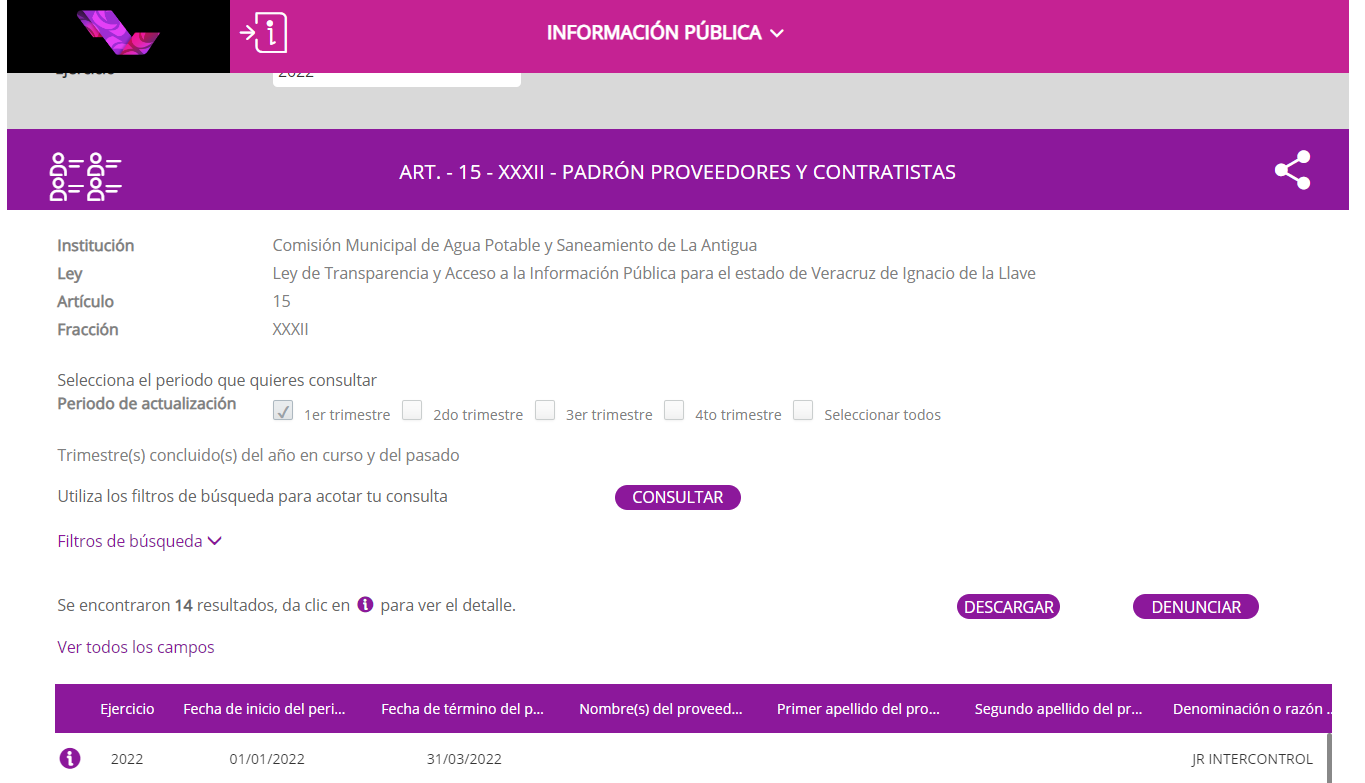 INFORMACIÓN PÚBLICA
Ejercicio 2022
ART. - 15 - XXXII - PADRÓN PROVEEDORES Y CONTRATISTAS
Institución Comisión Municipal de Agua Potable y Saneamiento de La Antigua
Ley Ley de Transparencia y Acceso a la Información Pública para el estado de Veracruz de Ignacio de la Llave
Artículo 15
Fracción XXXII
Selecciona el periodo que quieres consultar
Periodo de actualización 1er trimestre 2do trimestre 3er trimestre 4to trimestre Seleccionar todos
Trimestre(s) concluido(s) del año en curso y del pasado
Utiliza los filtros de búsqueda para acotar tu consulta CONSULTAR
Filtros de búsqueda
Se encontraron 14 resultados, da clic en i para ver el detalle. DESCARGAR DENUNCIAR
Ver todos los campos
Ejercicio Fecha de inicio del peri... Fecha de término del p... Nombre(s) del proveed... Primer apellido del pro... Segundo apellido del pr... Denominación o razón ...
2022 01/01/2022 31/03/2022 JR INTERCONTROL